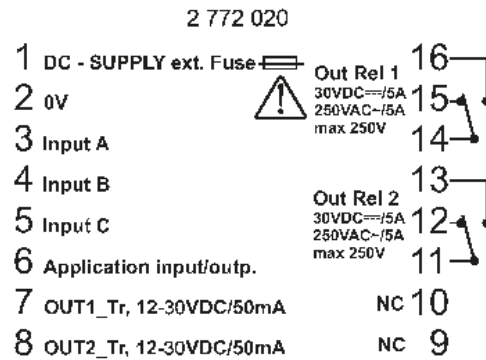 2 772 020
1 DC - SUPPLY ext. Fuse
2 0V
3 Input A
4 Input B
5 Input C
6 Application input/outp.
7 OUT1_Tr, 12-30VDC/50mA
8 OUT2_Tr, 12-30VDC/50mA
Out Rel 1
30VDC⎓/5A
250VAC~/5A
max 250V
16
15
14
Out Rel 2
30VDC⎓/5A
250VAC~/5A
max 250V
13
12
11
NC 10
NC 9